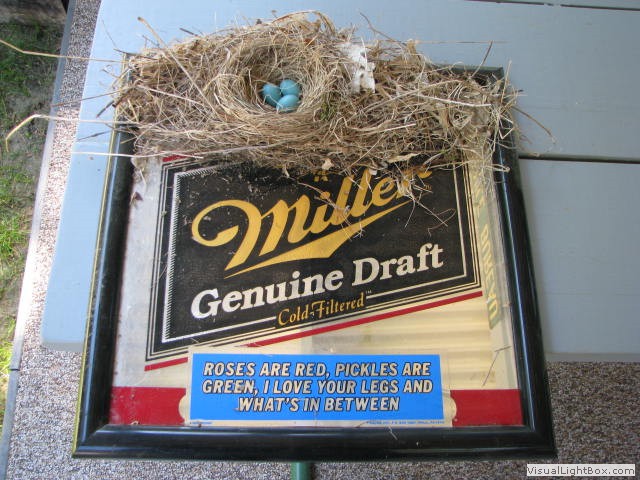 Miller
Genuine Draft
Cold-Filtered™
ROSES ARE RED, PICKLES ARE
GREEN, I LOVE YOUR LEGS AND
WHAT'S IN BETWEEN
VisualLightBox.com